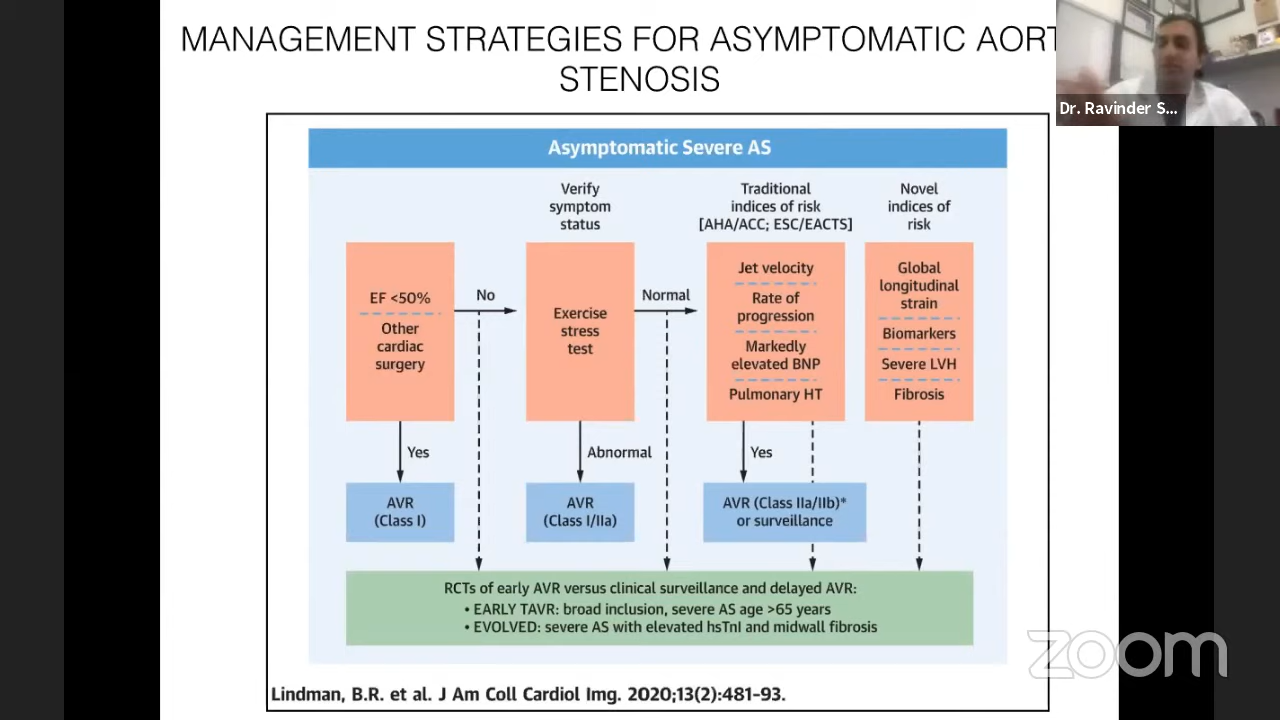 MANAGEMENT STRATEGIES FOR ASYMPTOMATIC AORT
STENOSIS
Dr. Ravinder S...
Asymptomatic Severe AS
Verify
symptom
status
Traditional
indices of risk
[AHA/ACC; ESC/EACTS]
Novel
indices of
risk
EF <50%
Other
cardiac
surgery
No
Exercise
stress
test
Normal
Jet velocity
Rate of
progression
Markedly
elevated BNP
Pulmonary HT
Global
longitudinal
strain
Biomarkers
Severe LVH
Fibrosis
Yes
Abnormal
Yes
AVR
(Class I)
AVR
(Class I/IIa)
AVR (Class IIa/IIb)*
or surveillance
RCTs of early AVR versus clinical surveillance and delayed AVR:
• EARLY TAVR: broad inclusion, severe AS age >65 years
• EVOLVED: severe AS with elevated hsTnI and midwall fibrosis
zoom
Lindman, B.R. et al. J Am Coll Cardiol Img. 2020;13(2):481–93.